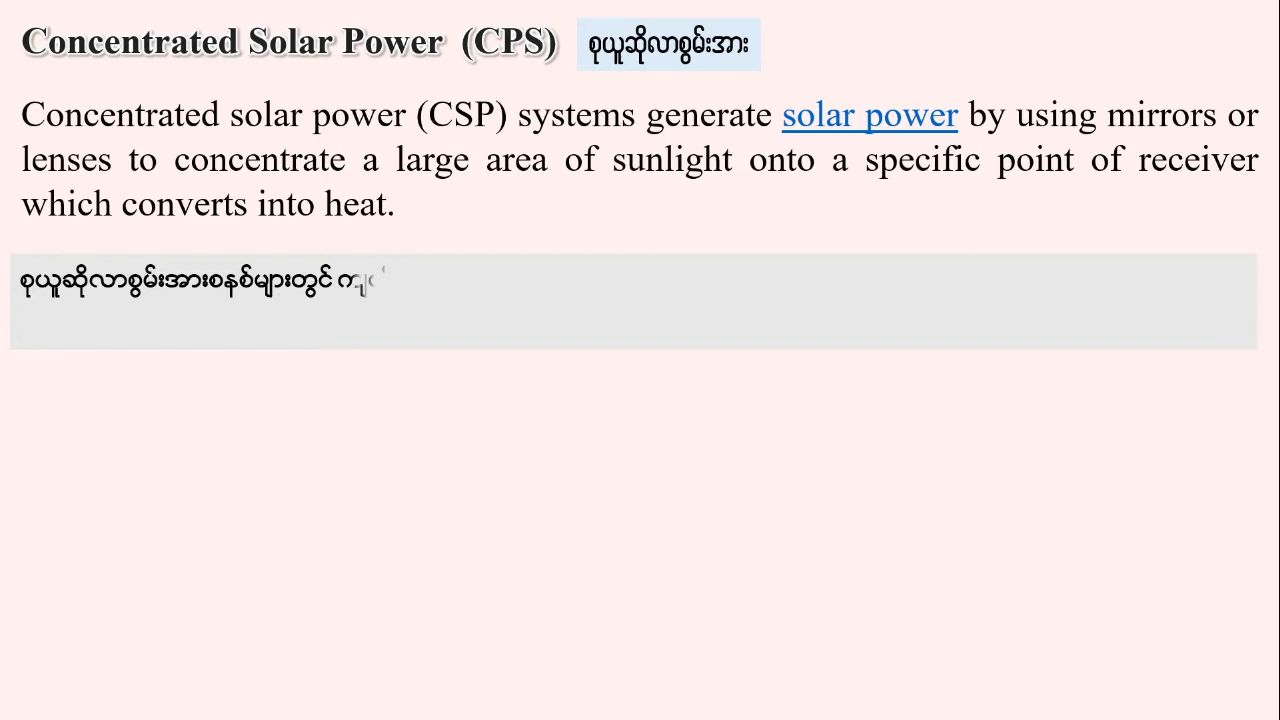 Concentrated Solar Power (CPS) စုယူဆိုလာစွမ်းအား
Concentrated solar power (CSP) systems generate solar power by using mirrors or
lenses to concentrate a large area of sunlight onto a specific point of receiver
which converts into heat.
စုယူဆိုလာစွမ်းအားစနစ်များတွင်